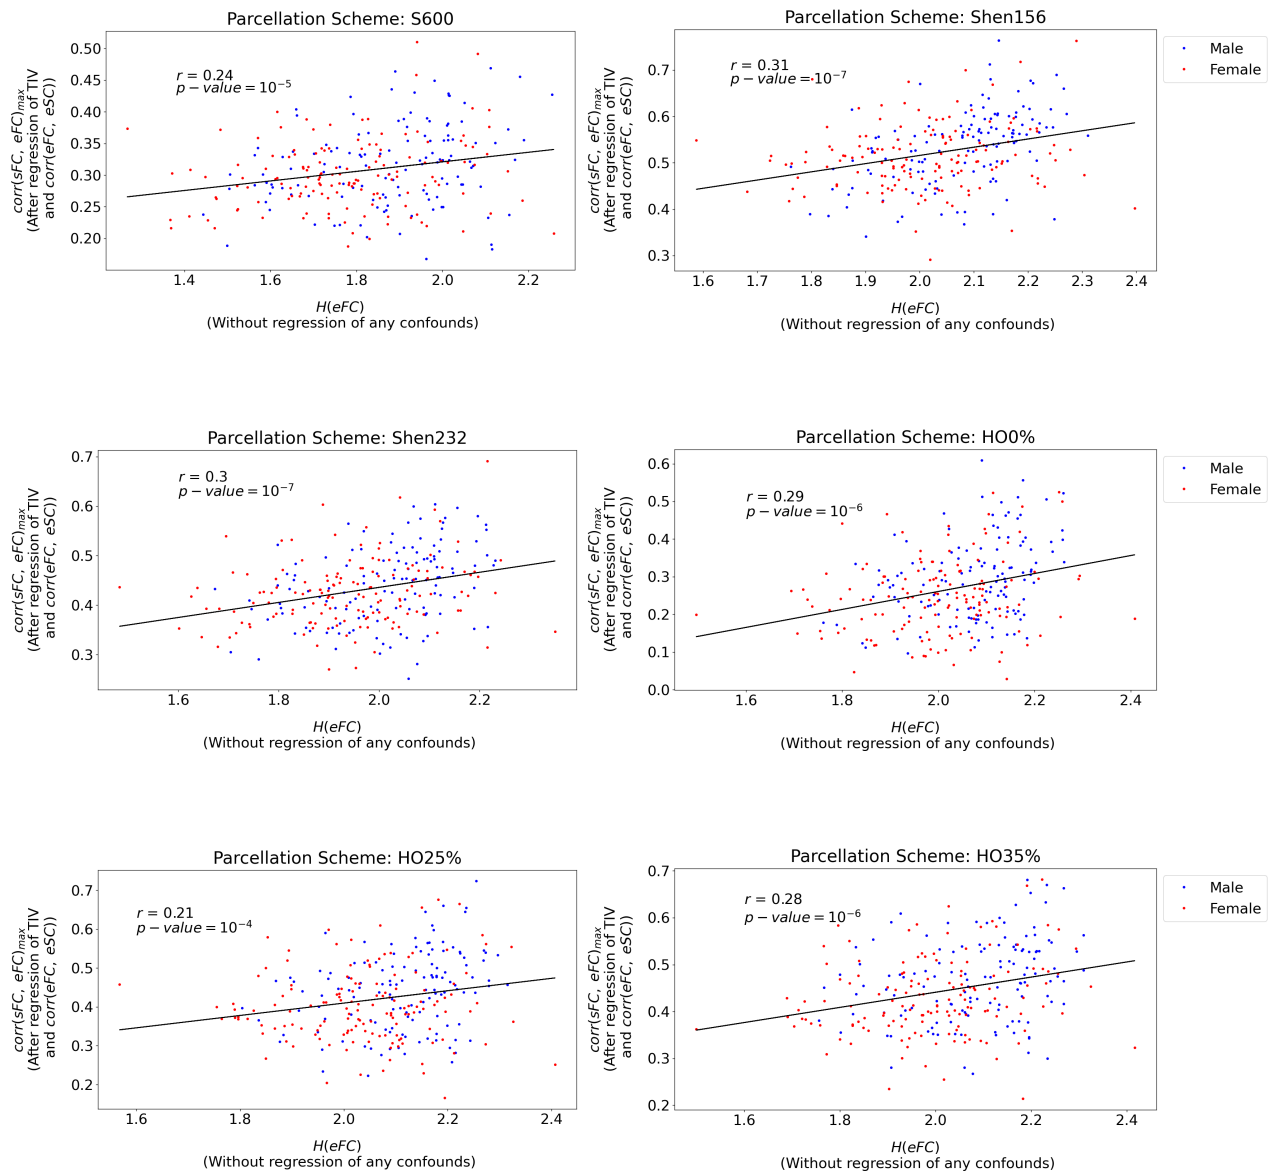 Parcellation Scheme: S600
corr(sFC, eFC)max
(After regression of TIV
and corr(eFC, eSC))
0.50
0.45
0.40
0.35
0.30
0.25
0.20
r = 0.24
p − value = 10⁻⁵
1.4 1.6 1.8 2.0 2.2
H(eFC)
(Without regression of any confounds)
Parcellation Scheme: Shen156
corr(sFC, eFC)max
(After regression of TIV
and corr(eFC, eSC))
0.7
0.6
0.5
0.4
0.3
r = 0.31
p − value = 10⁻⁷
1.6 1.7 1.8 1.9 2.0 2.1 2.2 2.3 2.4
H(eFC)
(Without regression of any confounds)
Male
Female
Parcellation Scheme: Shen232
corr(sFC, eFC)max
(After regression of TIV
and corr(eFC, eSC))
0.7
0.6
0.5
0.4
0.3
r = 0.3
p − value = 10⁻⁷
1.6 1.8 2.0 2.2
H(eFC)
(Without regression of any confounds)
Parcellation Scheme: HO0%
corr(sFC, eFC)max
(After regression of TIV
and corr(eFC, eSC))
0.6
0.5
0.4
0.3
0.2
0.1
0.0
r = 0.29
p − value = 10⁻⁶
1.6 1.8 2.0 2.2 2.4
H(eFC)
(Without regression of any confounds)
Male
Female
Parcellation Scheme: HO25%
corr(sFC, eFC)max
(After regression of TIV
and corr(eFC, eSC))
0.7
0.6
0.5
0.4
0.3
0.2
r = 0.21
p − value = 10⁻⁴
1.6 1.8 2.0 2.2 2.4
H(eFC)
(Without regression of any confounds)
Parcellation Scheme: HO35%
corr(sFC, eFC)max
(After regression of TIV
and corr(eFC, eSC))
0.7
0.6
0.5
0.4
0.3
0.2
r = 0.28
p − value = 10⁻⁶
1.6 1.8 2.0 2.2 2.4
H(eFC)
(Without regression of any confounds)
Male
Female